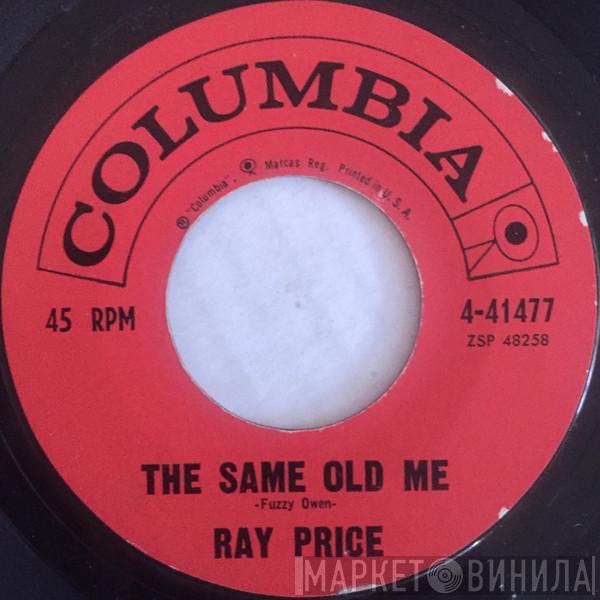 COLUMBIA
® "Columbia", Marcas Reg. Printed in U.S.A.
45 RPM
4-41477
ZSP 48258
THE SAME OLD ME
-Fuzzy Owen-
RAY PRICE
МАРКЕТ ВИНИЛА